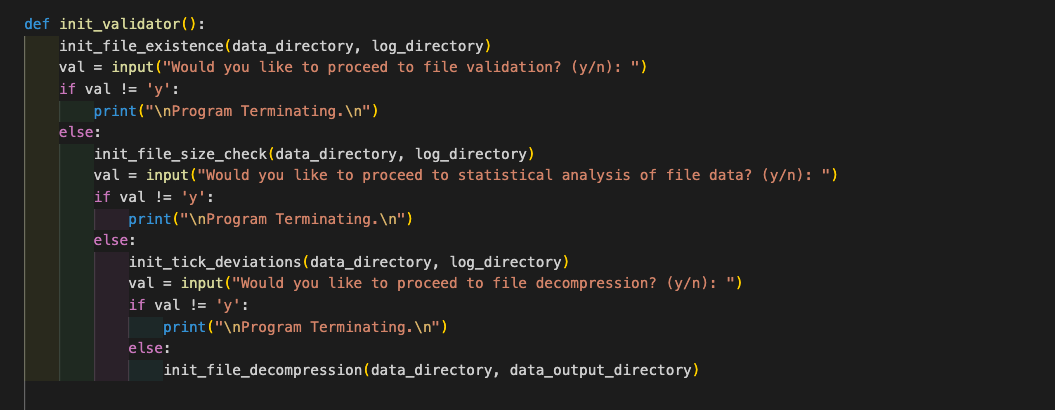 def init_validator():
    init_file_existence(data_directory, log_directory)
    val = input("Would you like to proceed to file validation? (y/n): ")
    if val != 'y':
        print("\nProgram Terminating.\n")
    else:
        init_file_size_check(data_directory, log_directory)
        val = input("Would you like to proceed to statistical analysis of file data? (y/n): ")
        if val != 'y':
            print("\nProgram Terminating.\n")
        else:
            init_tick_deviations(data_directory, log_directory)
            val = input("Would you like to proceed to file decompression? (y/n): ")
            if val != 'y':
                print("\nProgram Terminating.\n")
            else:
                init_file_decompression(data_directory, data_output_directory)